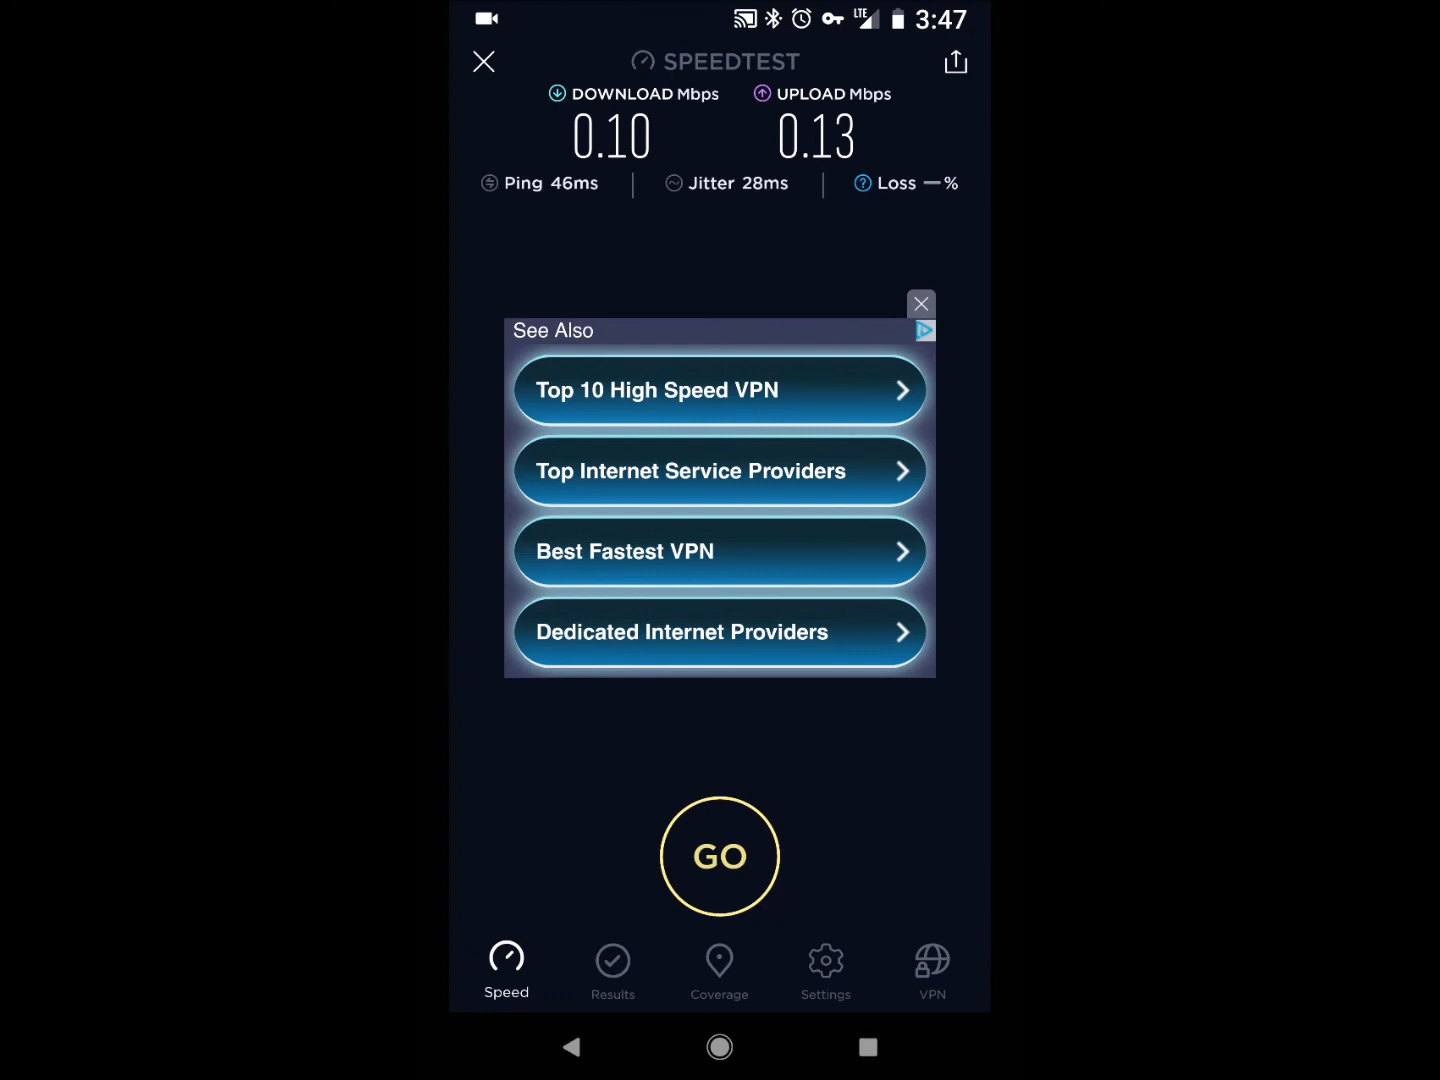 LTE 3:47
SPEEDTEST
DOWNLOAD Mbps UPLOAD Mbps
0.10 0.13
Ping 46ms Jitter 28ms ? Loss —%
See Also
Top 10 High Speed VPN
Top Internet Service Providers
Best Fastest VPN
Dedicated Internet Providers
GO
Speed Results Coverage Settings VPN